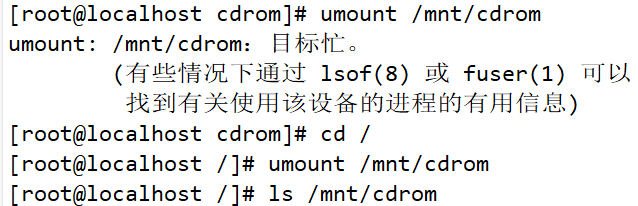 [root@localhost cdrom]# umount /mnt/cdrom
umount: /mnt/cdrom：目标忙。
(有些情况下通过 lsof(8) 或 fuser(1) 可以
找到有关使用该设备的进程的有用信息)
[root@localhost cdrom]# cd /
[root@localhost /]# umount /mnt/cdrom
[root@localhost /]# ls /mnt/cdrom